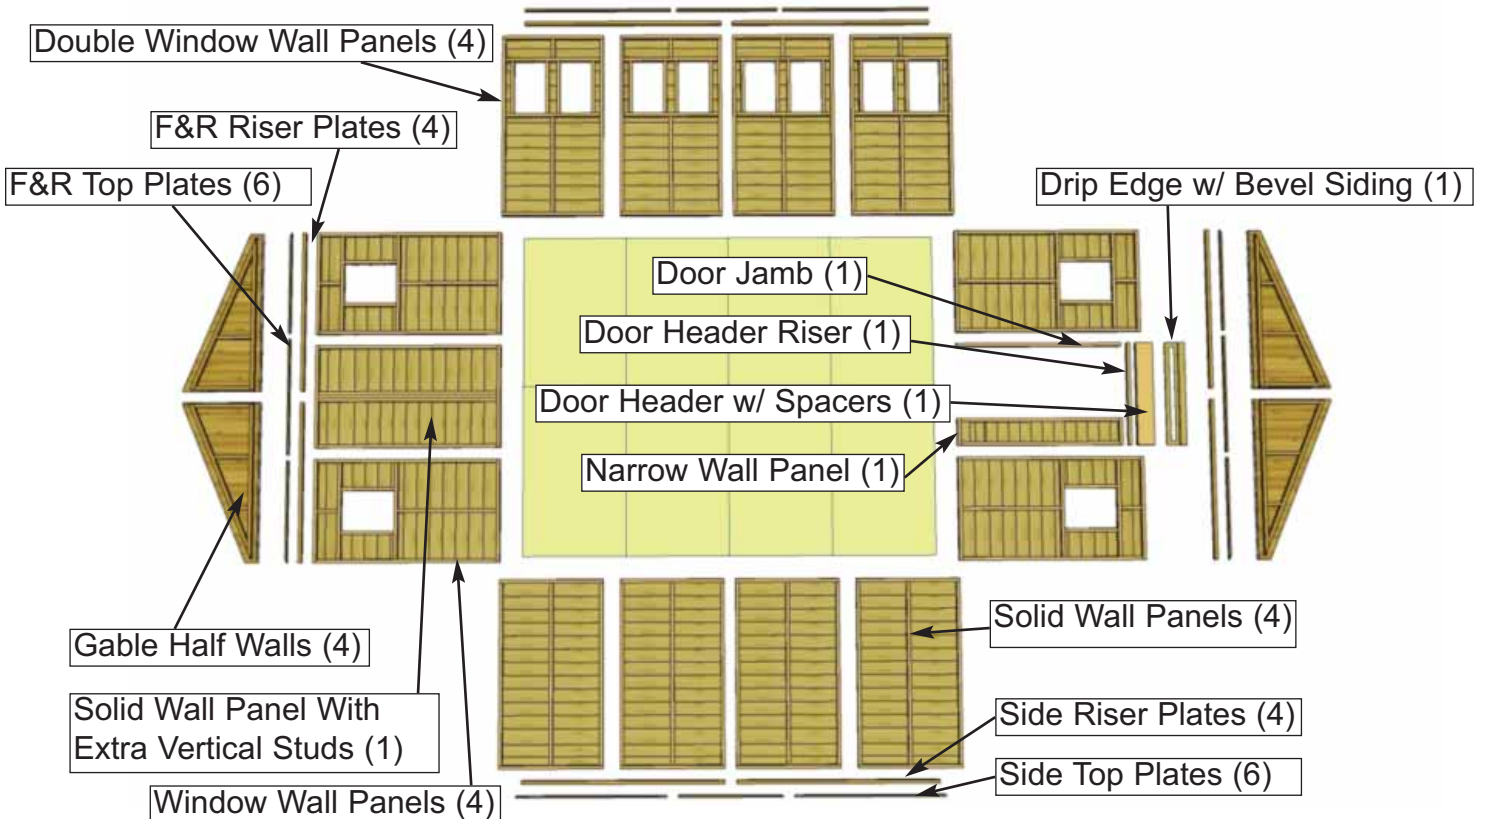 Double Window Wall Panels (4)
F&R Riser Plates (4)
F&R Top Plates (6)
Drip Edge w/ Bevel Siding (1)
Door Jamb (1)
Door Header Riser (1)
Door Header w/ Spacers (1)
Narrow Wall Panel (1)
Gable Half Walls (4)
Solid Wall Panels (4)
Solid Wall Panel With
Extra Vertical Studs (1)
Side Riser Plates (4)
Side Top Plates (6)
Window Wall Panels (4)